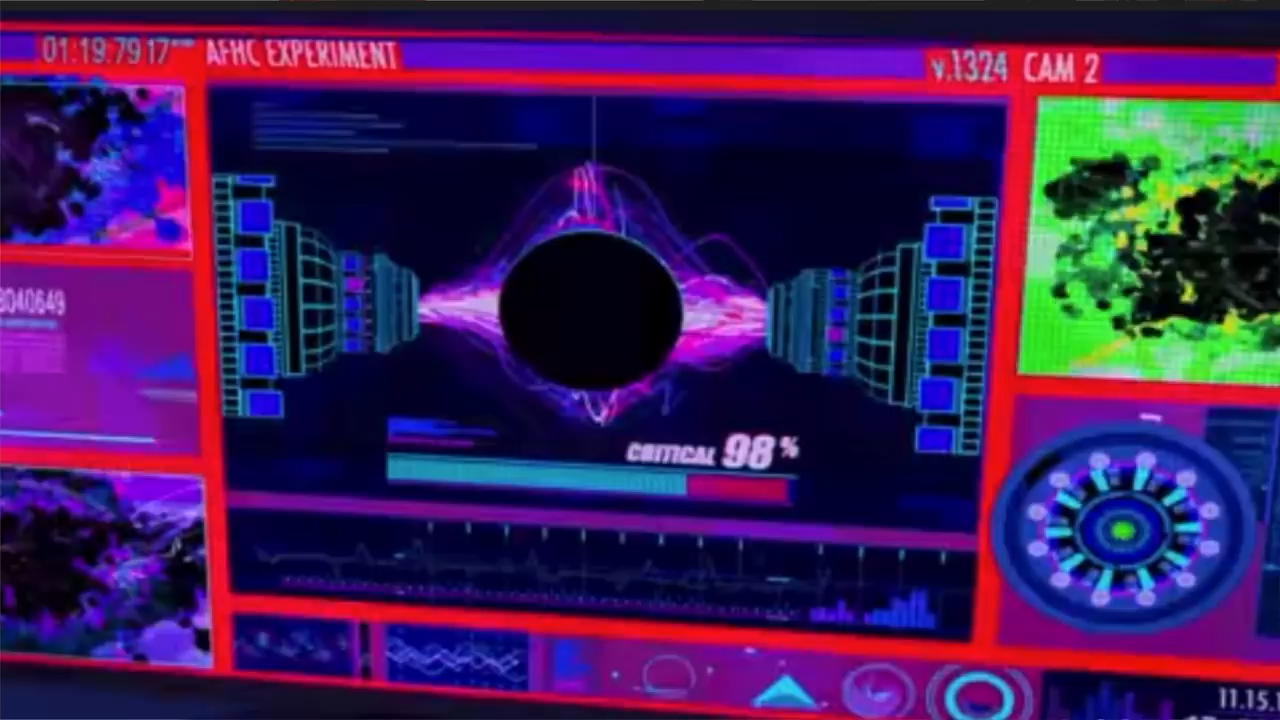 01:19:79 17
AFHC EXPERIMENT
v.1324
CAM 2
8040649
CRITICAL 98%
11.15.1